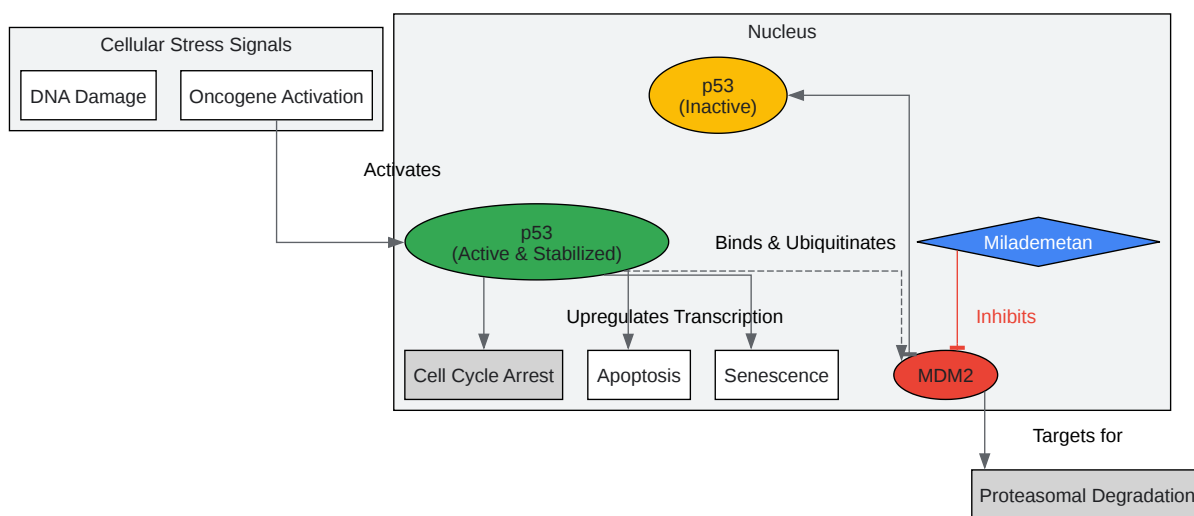 Cellular Stress Signals
DNA Damage
Oncogene Activation
Nucleus
p53
(Inactive)
Activates
p53
(Active & Stabilized)
Binds & Ubiquitinates
Milademetan
Upregulates Transcription
Inhibits
Cell Cycle Arrest
Apoptosis
Senescence
MDM2
Targets for
Proteasomal Degradation